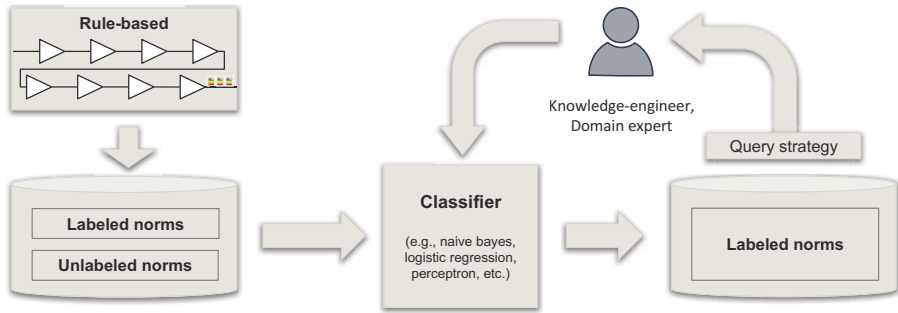 Rule-based
Knowledge-engineer,
Domain expert
Query strategy
Labeled norms
Unlabeled norms
Classifier
(e.g., naive bayes,
logistic regression,
perceptron, etc.)
Labeled norms